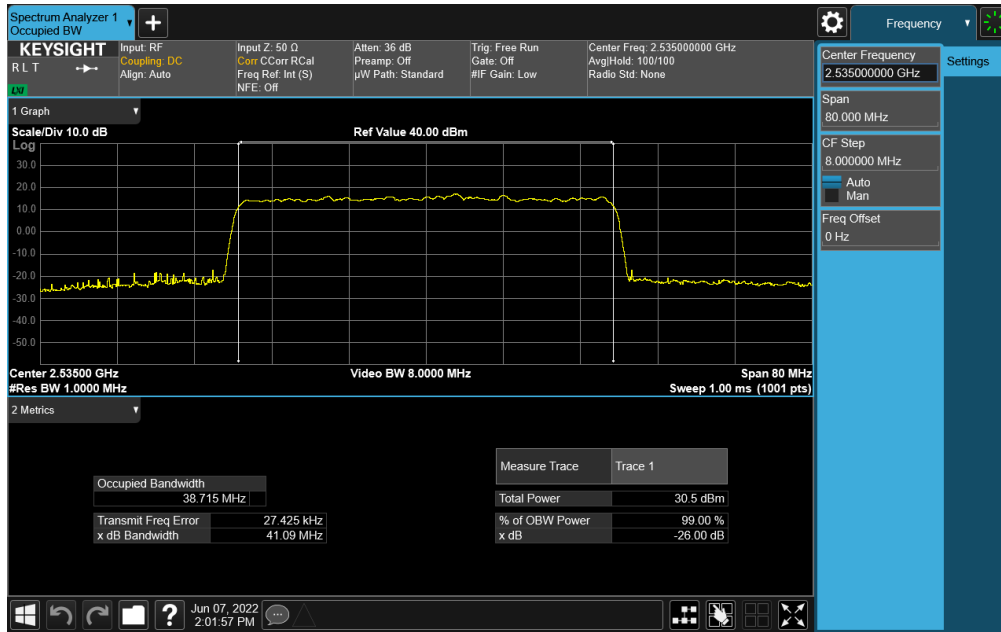 Spectrum Analyzer 1
Occupied BW
Frequency
KEYSIGHT
R L T
LXI
Input: RF
Coupling: DC
Align: Auto
Input Z: 50 Ω
Corr CCorr RCal
Freq Ref: Int (S)
NFE: Off
Atten: 36 dB
Preamp: Off
µW Path: Standard
Trig: Free Run
Gate: Off
#IF Gain: Low
Center Freq: 2.535000000 GHz
Avg|Hold: 100/100
Radio Std: None
Center Frequency
2.535000000 GHz
Settings
Span
80.000 MHz
CF Step
8.000000 MHz
Auto
Man
Freq Offset
0 Hz
1 Graph
Scale/Div 10.0 dB
Ref Value 40.00 dBm
Log
30.0
20.0
10.0
0.00
-10.0
-20.0
-30.0
-40.0
-50.0
Center 2.53500 GHz
Video BW 8.0000 MHz
Span 80 MHz
#Res BW 1.0000 MHz
Sweep 1.00 ms (1001 pts)
2 Metrics
Measure Trace
Trace 1
Occupied Bandwidth
38.715 MHz
Total Power
30.5 dBm
Transmit Freq Error
27.425 kHz
% of OBW Power
99.00 %
x dB Bandwidth
41.09 MHz
x dB
-26.00 dB
?
Jun 07, 2022
2:01:57 PM